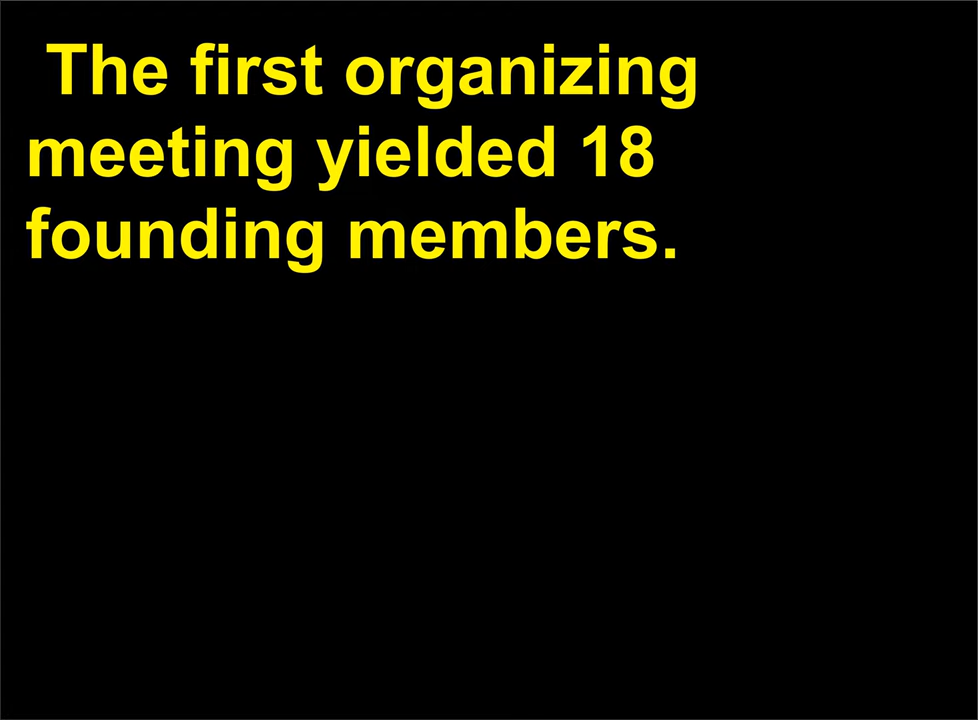 The first organizing
meeting yielded 18
founding members.